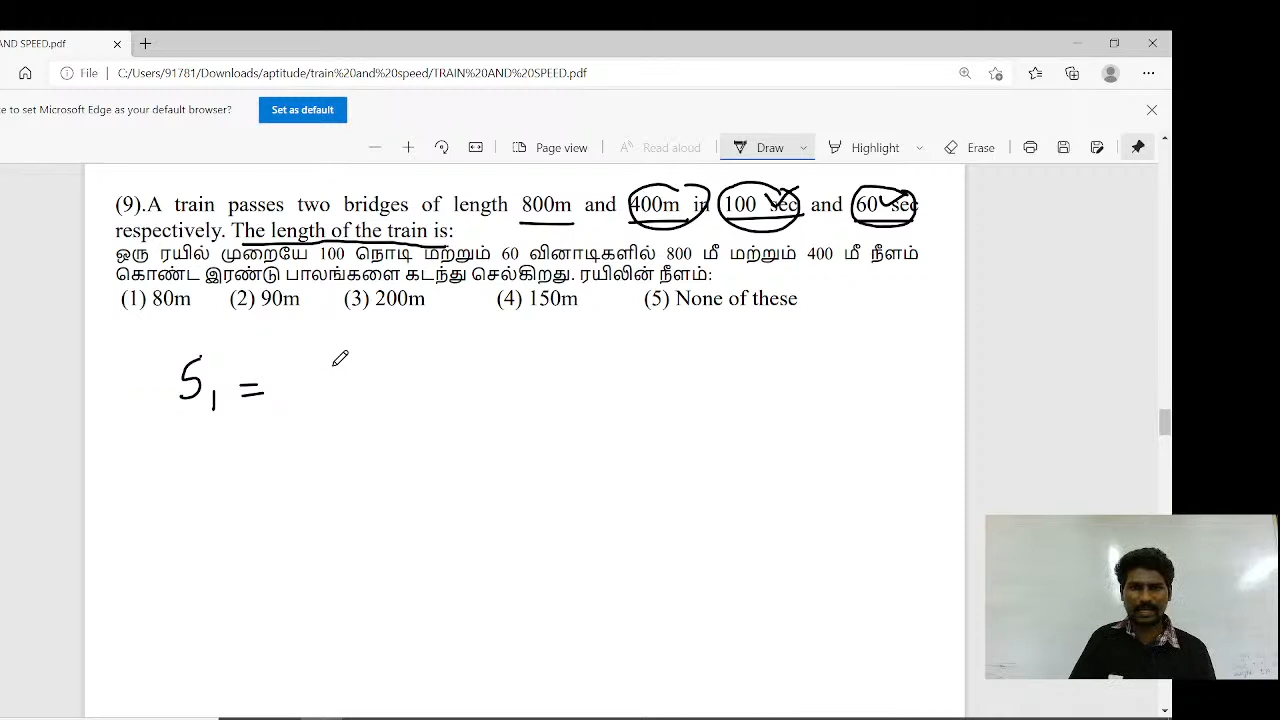 AND SPEED.pdf
File C:/Users/91781/Downloads/aptitude/train%20and%20speed/TRAIN%20AND%20SPEED.pdf
e to set Microsoft Edge as your default browser? Set as default
Page view Read aloud Draw Highlight Erase
(9).A train passes two bridges of length 800m and 400m in 100 sec and 60 sec
respectively. The length of the train is:
ஒரு ரயில் முறையே 100 நொடி மற்றும் 60 வினாடிகளில் 800 மீ மற்றும் 400 மீ நீளம்
கொண்ட இரண்டு பாலங்களை கடந்து செல்கிறது. ரயிலின் நீளம்:
(1) 80m (2) 90m (3) 200m (4) 150m (5) None of these
S1 =